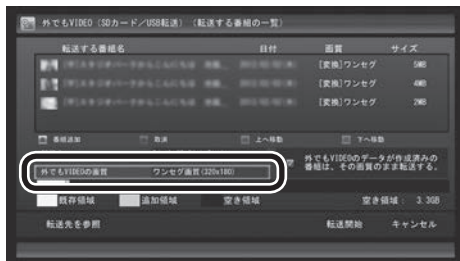 外でもVIDEO (SDカード/USB転送) (転送する番組の一覧)
転送する番組名 日付 画質 サイズ
[変換]ワンセグ 5MB
[変換]ワンセグ 4MB
[変換]ワンセグ 2MB
番組追加 取消 上へ移動 下へ移動
外でもVIDEOの画質 ワンセグ画質(320x180)
外でもVIDEOのデータが作成済みの
番組は、その画質のまま転送する。
既存領域 追加領域 空き領域 空き領域: 3.3GB
転送先を参照 転送開始 キャンセル